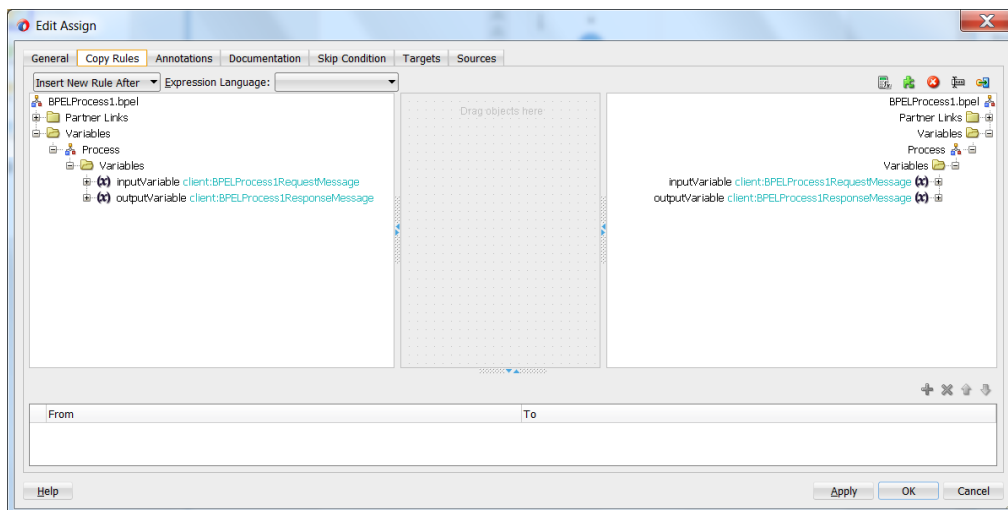 Edit Assign
General Copy Rules Annotations Documentation Skip Condition Targets Sources
Insert New Rule After Expression Language:
BPELProcess1.bpel
Partner Links
Variables
Process
Variables
(x) inputVariable client:BPELProcess1RequestMessage
(x) outputVariable client:BPELProcess1ResponseMessage
Drag objects here
BPELProcess1.bpel
Partner Links
Variables
Process
Variables
inputVariable client:BPELProcess1RequestMessage (x)
outputVariable client:BPELProcess1ResponseMessage (x)
From To
Help Apply OK Cancel